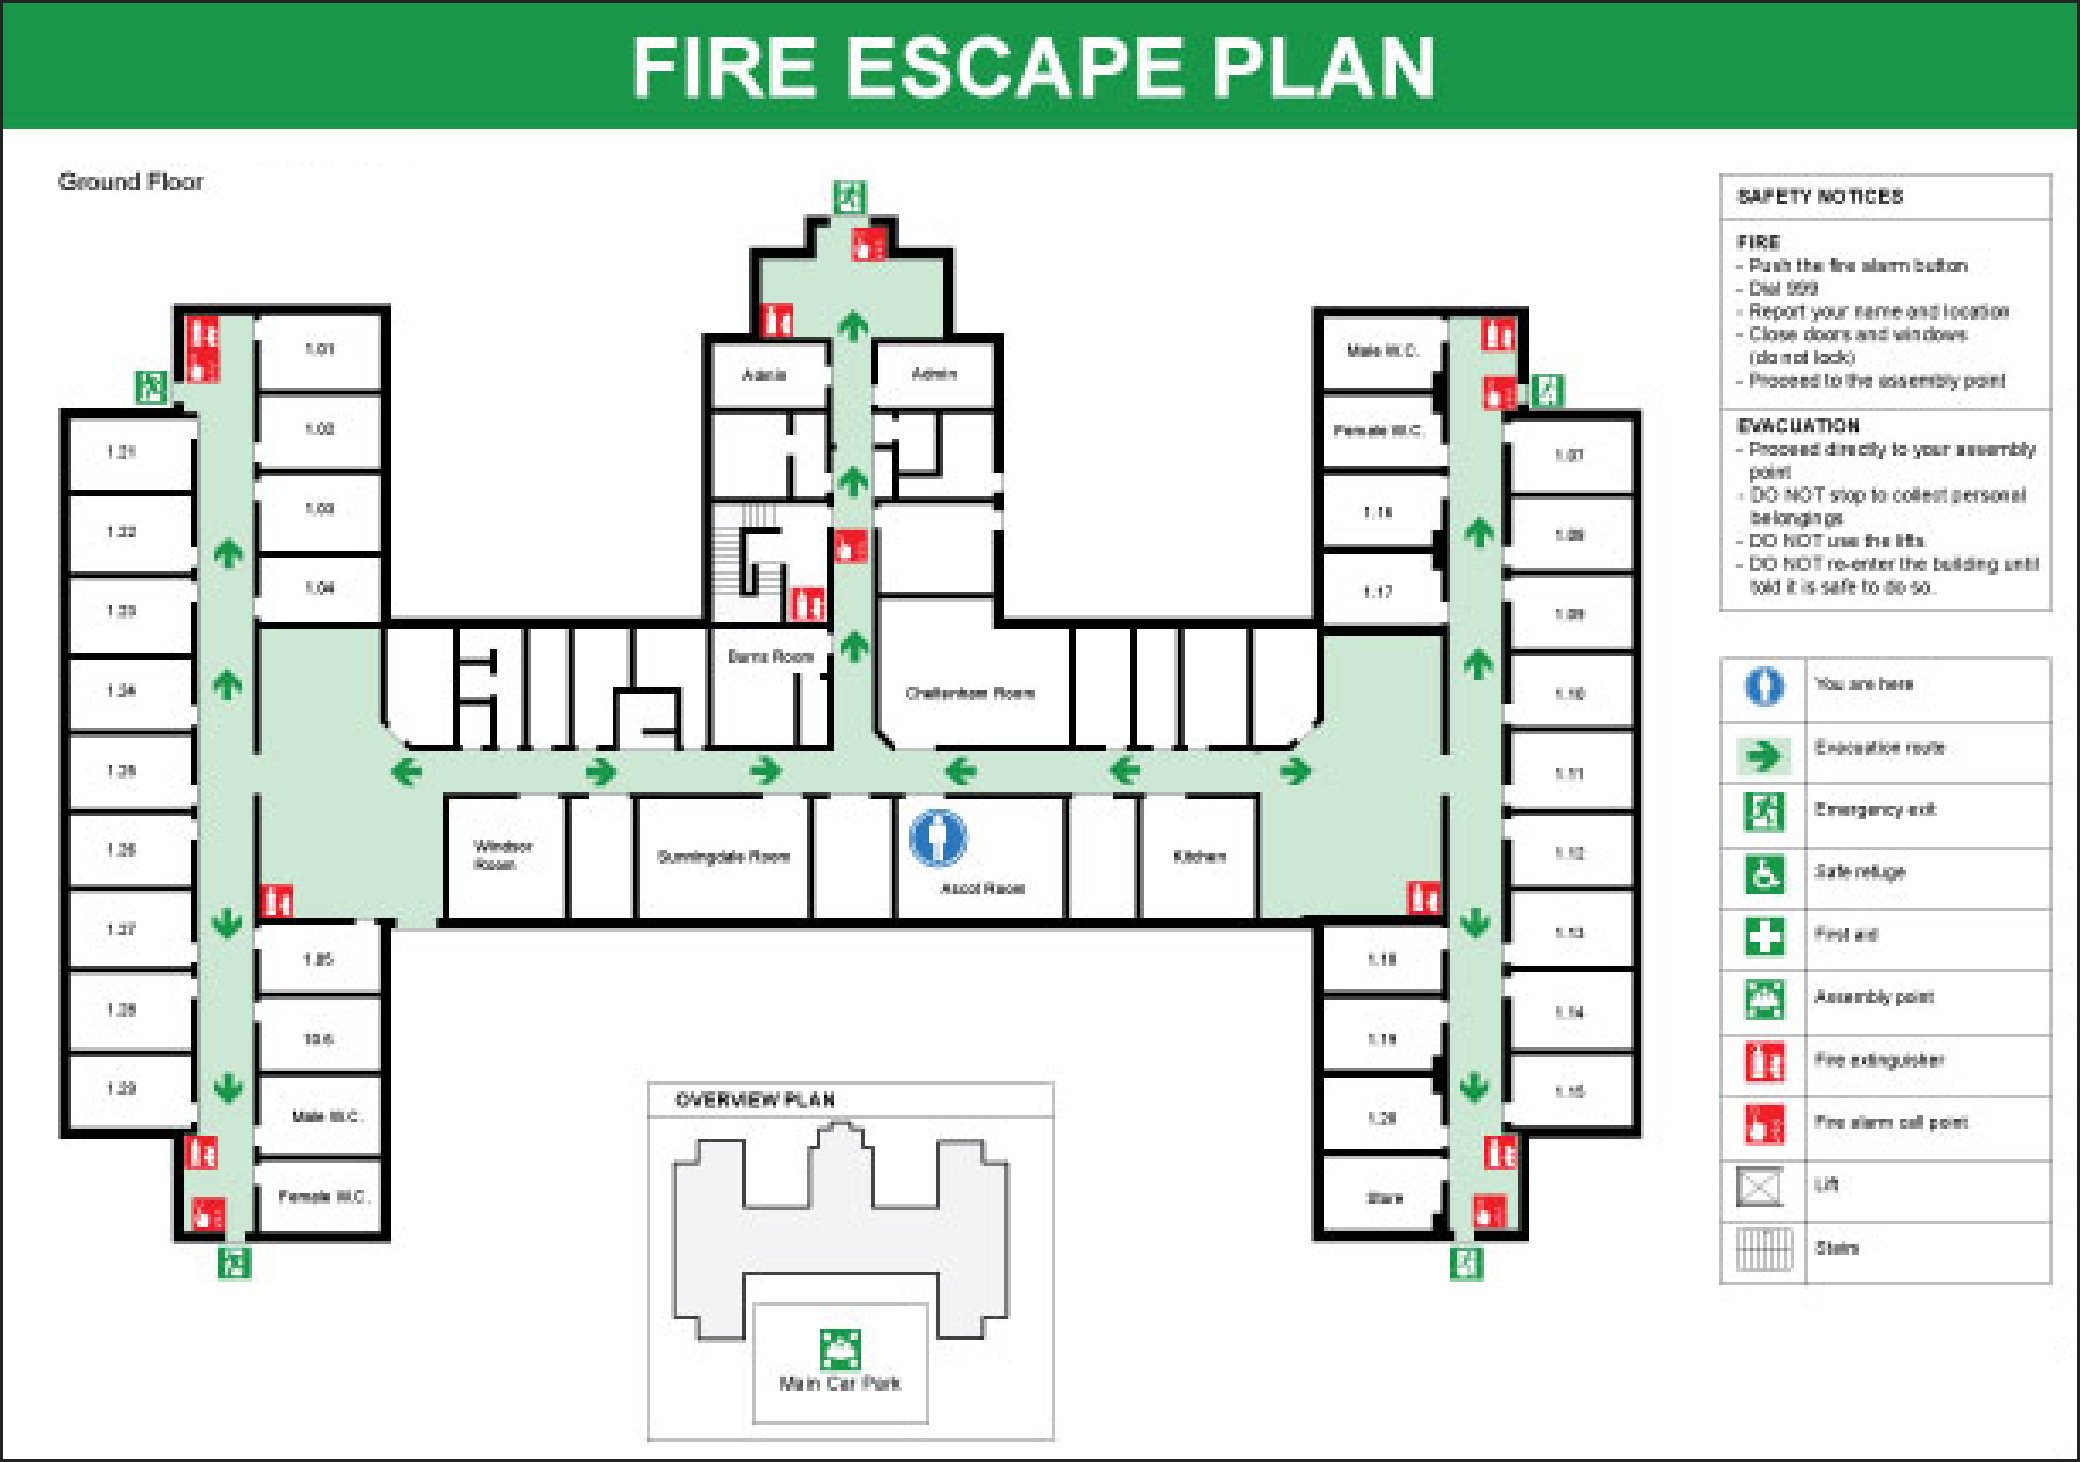 FIRE ESCAPE PLAN
Ground Floor
SAFETY NOTICES
FIRE
- Push the fire alarm button
- Dial 999
- Report your name and location
- Close doors and windows
(do not lock)
- Proceed to the assembly point
EVACUATION
- Proceed directly to your assembly
point
- DO NOT stop to collect personal
belongings
- DO NOT use the lifts
- DO NOT re-enter the building until
told it is safe to do so.
You are here
Evacuation route
Emergency exit
Safe refuge
First aid
Assembly point
Fire extinguisher
Fire alarm call point
Lift
Stairs
1.01
1.02
1.03
1.04
1.21
1.22
1.23
1.24
1.25
1.26
1.27
1.28
1.29
1.05
10.6
Male W.C.
Female W.C.
Admin
Admin
Burns Room
Cheltenham Room
Windsor
Room
Sunningdale Room
Ascot Room
Kitchen
Male W.C.
Female W.C.
1.16
1.17
1.07
1.08
1.09
1.10
1.11
1.12
1.13
1.14
1.15
1.18
1.19
1.20
Store
OVERVIEW PLAN
Main Car Park